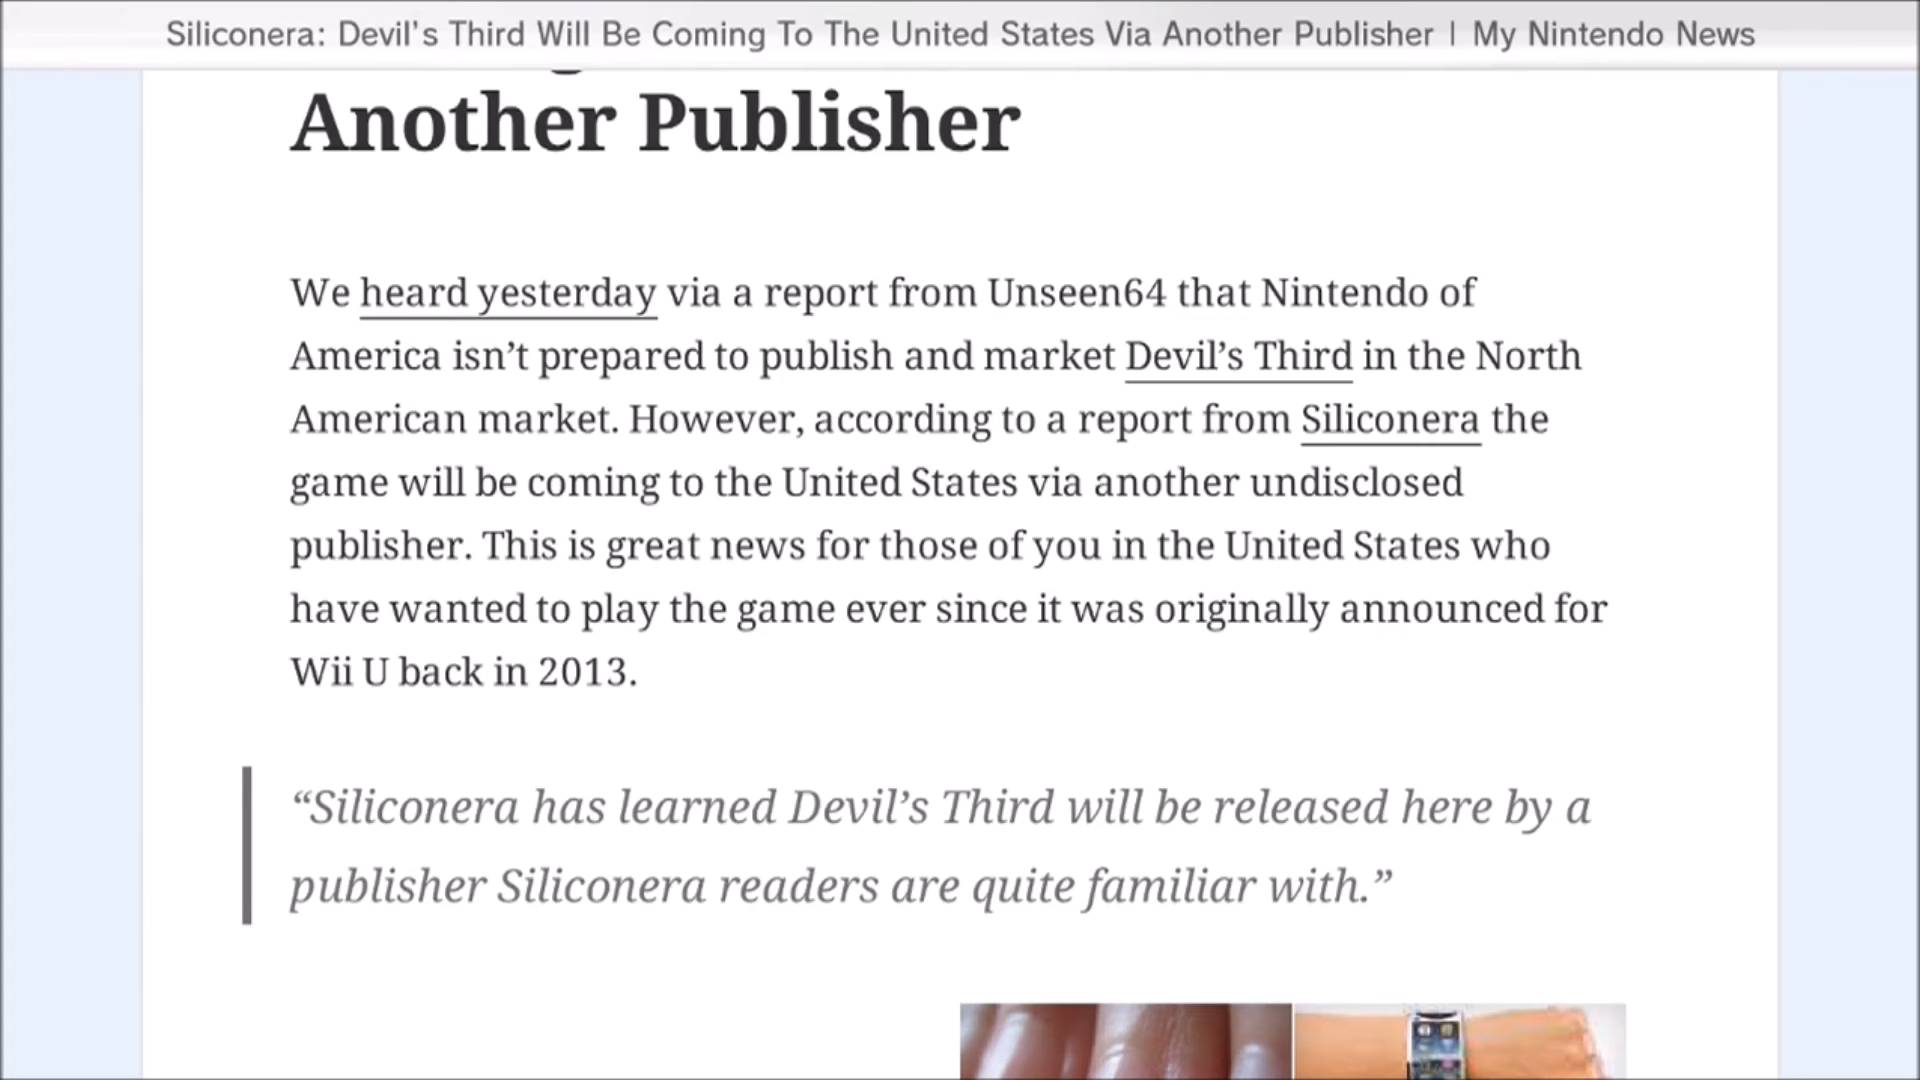 Siliconera: Devil's Third Will Be Coming To The United States Via Another Publisher | My Nintendo News
Another Publisher
We heard yesterday via a report from Unseen64 that Nintendo of
America isn’t prepared to publish and market Devil’s Third in the North
American market. However, according to a report from Siliconera the
game will be coming to the United States via another undisclosed
publisher. This is great news for those of you in the United States who
have wanted to play the game ever since it was originally announced for
Wii U back in 2013.
“Siliconera has learned Devil’s Third will be released here by a
publisher Siliconera readers are quite familiar with.”